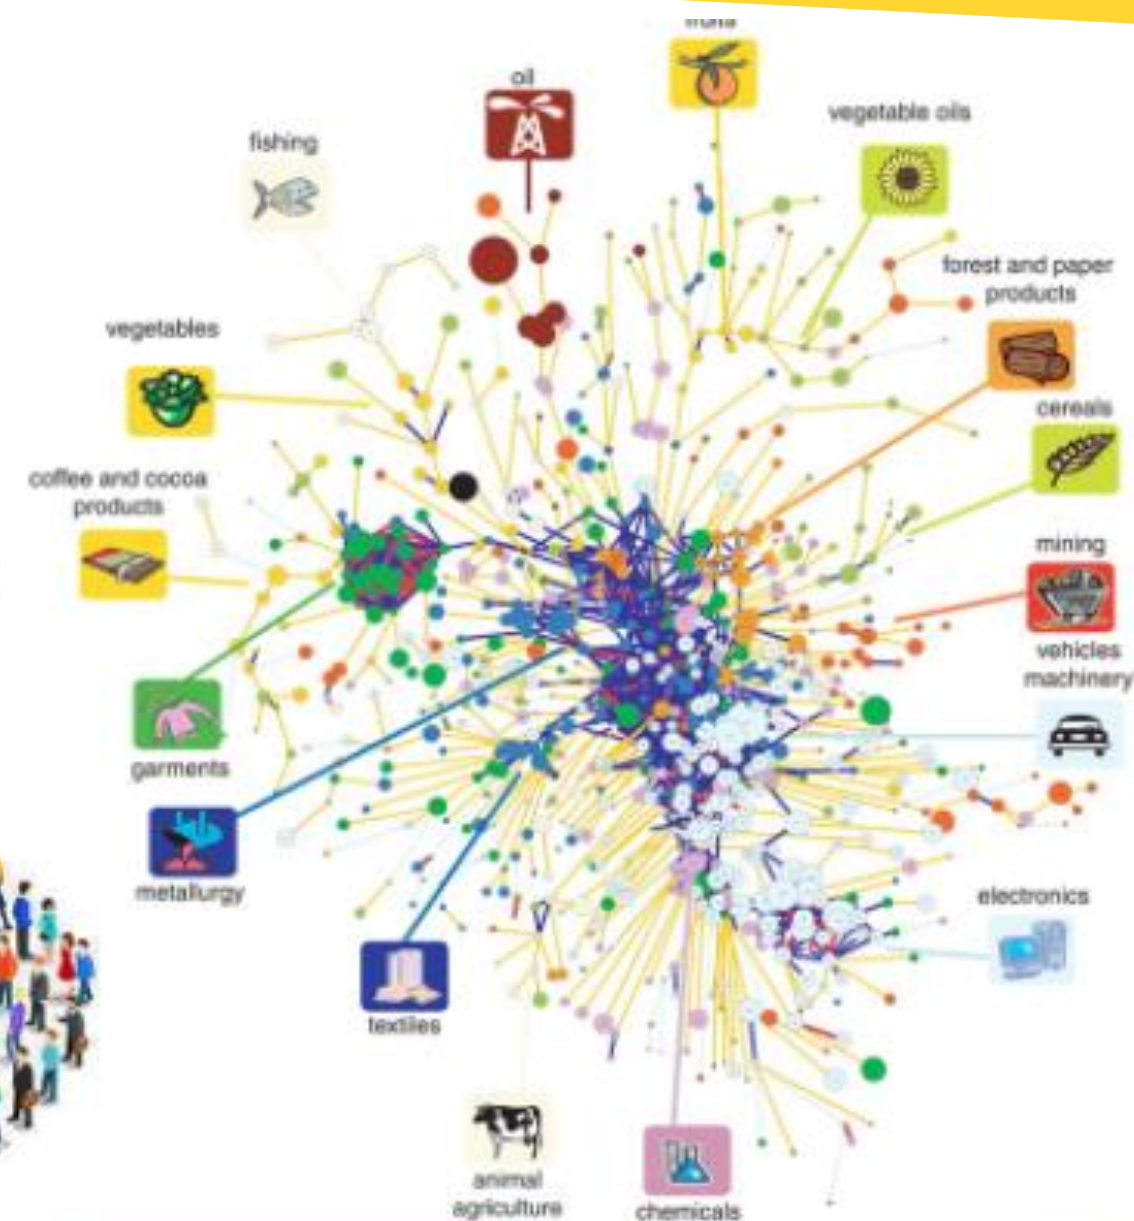 fruits
oil
vegetable oils
fishing
forest and paper
products
vegetables
cereals
coffee and cocoa
products
mining
vehicles
machinery
garments
metallurgy
electronics
textiles
animal
agriculture
chemicals